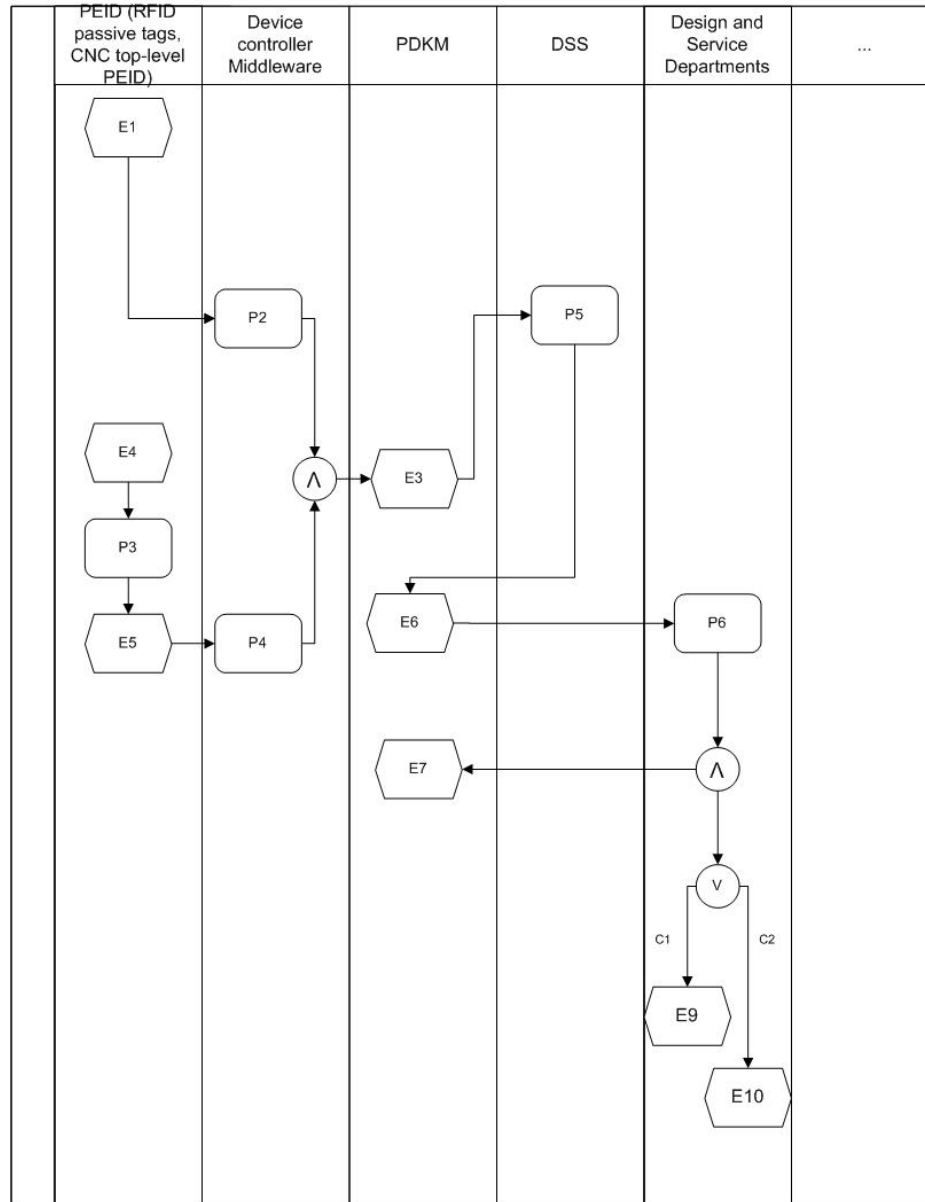 PEID (RFID
passive tags,
CNC top-level
PEID)
Device
controller
Middleware
PDKM
DSS
Design and
Service
Departments
...
E1
P2
P5
E4
Λ
E3
P3
E5
P4
E6
P6
E7
Λ
V
C1
C2
E9
E10